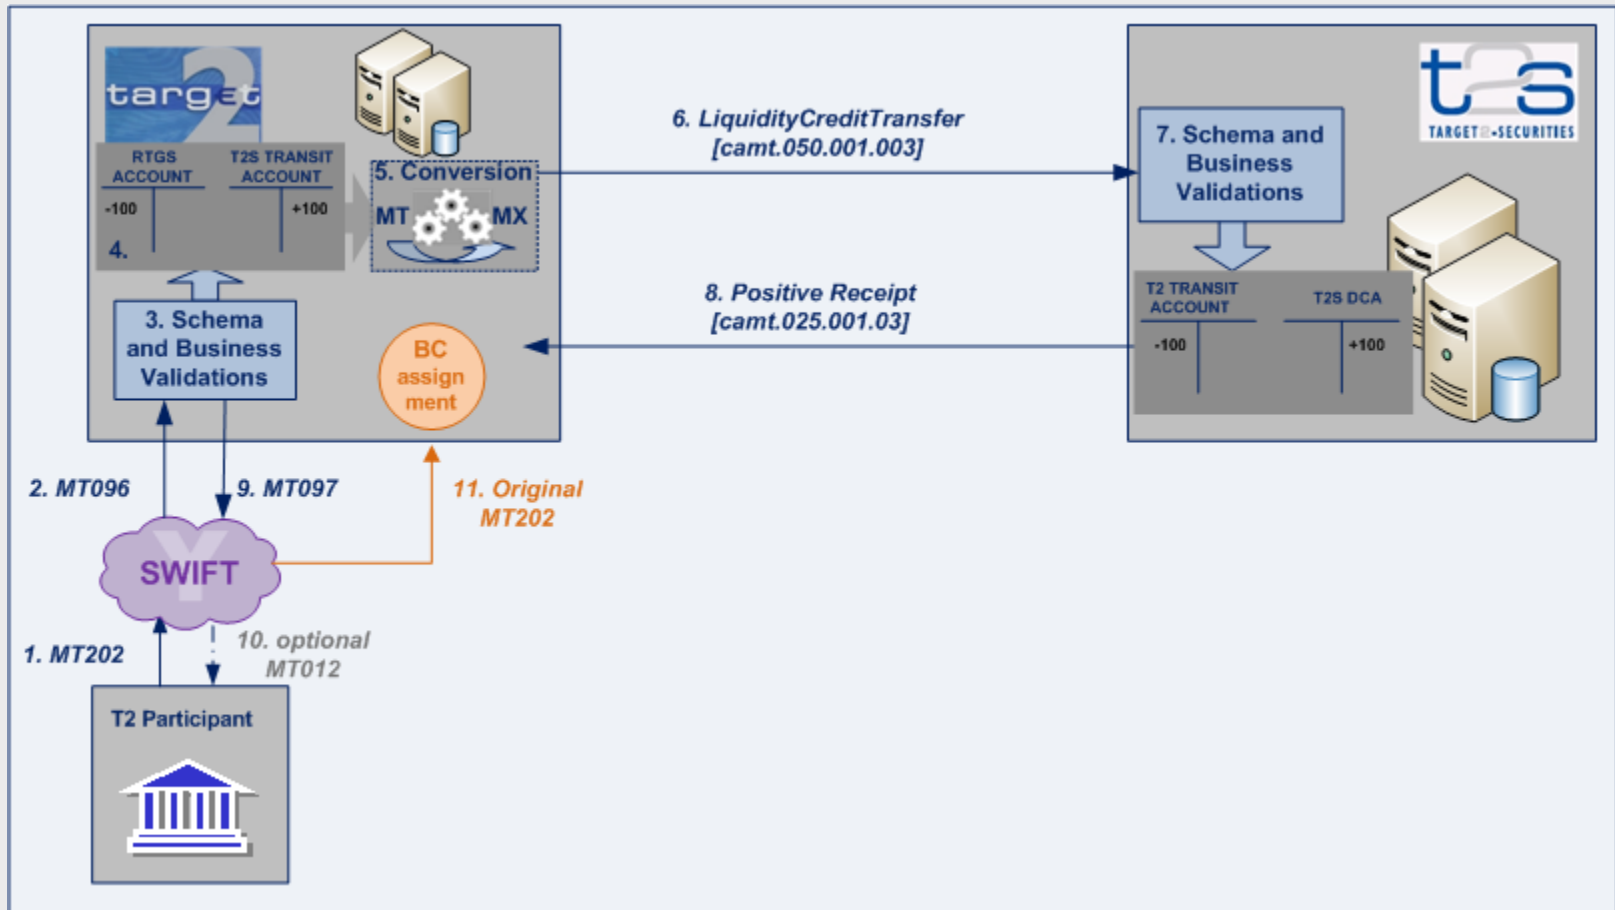 target
2
RTGS
ACCOUNT
T2S TRANSIT
ACCOUNT
-100
+100
4.
5. Conversion
MT
MX
3. Schema
and Business
Validations
BC
assign
ment
6. LiquidityCreditTransfer
[camt.050.001.003]
8. Positive Receipt
[camt.025.001.03]
t2s
TARGET2-SECURITIES
7. Schema and
Business
Validations
T2 TRANSIT
ACCOUNT
T2S DCA
-100
+100
2. MT096
9. MT097
11. Original
MT202
Y
SWIFT
1. MT202
10. optional
MT012
T2 Participant